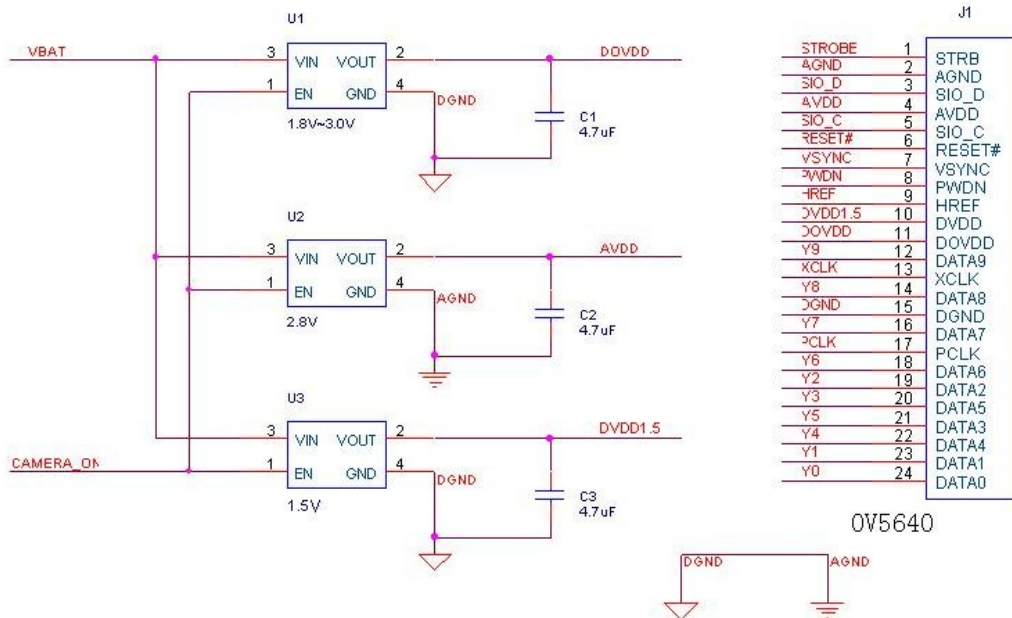 U1
VBAT
3 VIN VOUT 2
DOVDD
1 EN GND 4
DGND
1.8V~3.0V
C1
4.7uF
U2
3 VIN VOUT 2
AVDD
1 EN GND 4
AGND
2.8V
C2
4.7uF
U3
3 VIN VOUT 2
DVDD1.5
CAMERA_ON
1 EN GND 4
DGND
1.5V
C3
4.7uF
J1
STROBE 1 STRB
AGND 2 AGND
SIO_D 3 SIO_D
AVDD 4 AVDD
SIO_C 5 SIO_C
RESET# 6 RESET#
VSYNC 7 VSYNC
PWDN 8 PWDN
HREF 9 HREF
DVDD1.5 10 DVDD
DOVDD 11 DOVDD
Y9 12 DATA9
XCLK 13 XCLK
Y8 14 DATA8
DGND 15 DGND
Y7 16 DATA7
PCLK 17 PCLK
Y6 18 DATA6
Y2 19 DATA2
Y3 20 DATA5
Y5 21 DATA3
Y4 22 DATA4
Y1 23 DATA1
Y0 24 DATA0
OV5640
DGND
AGND